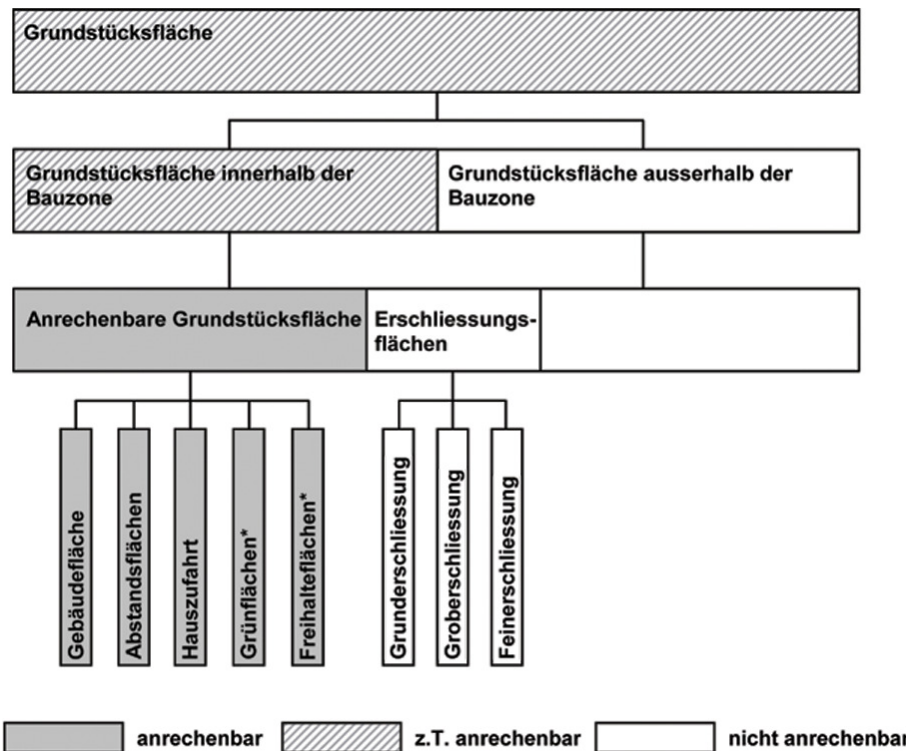 Grundstücksfläche
Grundstücksfläche innerhalb der
Bauzone
Grundstücksfläche ausserhalb der
Bauzone
Anrechenbare Grundstücksfläche
Erschliessungs-
flächen
Gebäudefläche
Abstandsflächen
Hauszufahrt
Grünflächen*
Freihalteflächen*
Grunderschliessung
Groberschliessung
Feinerschliessung
anrechenbar
z.T. anrechenbar
nicht anrechenbar